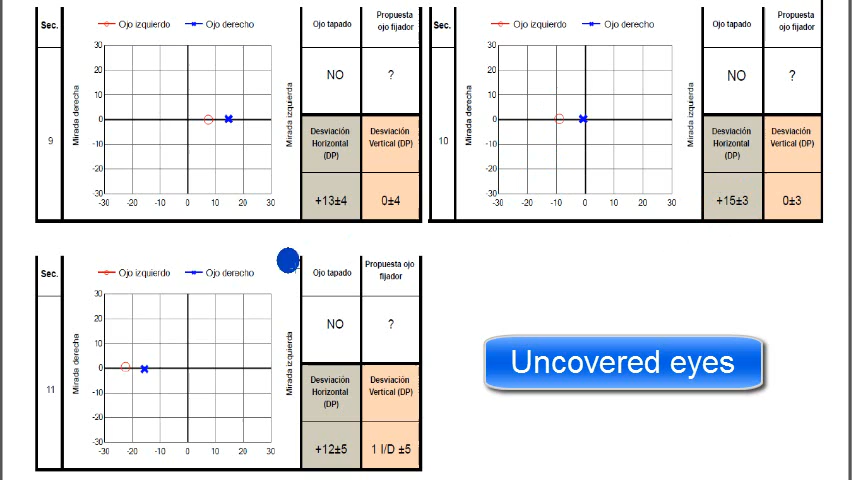 Sec.
Ojo izquierdo
Ojo derecho
Ojo tapado
Propuesta
ojo fijador
9
Mirada derecha
30
20
10
0
-10
-20
-30
-30 -20 -10 0 10 20 30
Mirada izquierda
NO
?
Desviación
Horizontal
(DP)
Desviación
Vertical (DP)
+13±4
0±4
Sec.
Ojo izquierdo
Ojo derecho
Ojo tapado
Propuesta
ojo fijador
10
Mirada derecha
30
20
10
0
-10
-20
-30
-30 -20 -10 0 10 20 30
Mirada izquierda
NO
?
Desviación
Horizontal
(DP)
Desviación
Vertical (DP)
+15±3
0±3
Sec.
Ojo izquierdo
Ojo derecho
Ojo tapado
Propuesta ojo
fijador
11
Mirada derecha
30
20
10
0
-10
-20
-30
-30 -20 -10 0 10 20 30
Mirada izquierda
NO
?
Desviación
Horizontal
(DP)
Desviación
Vertical (DP)
+12±5
1 I/D ±5
Uncovered eyes